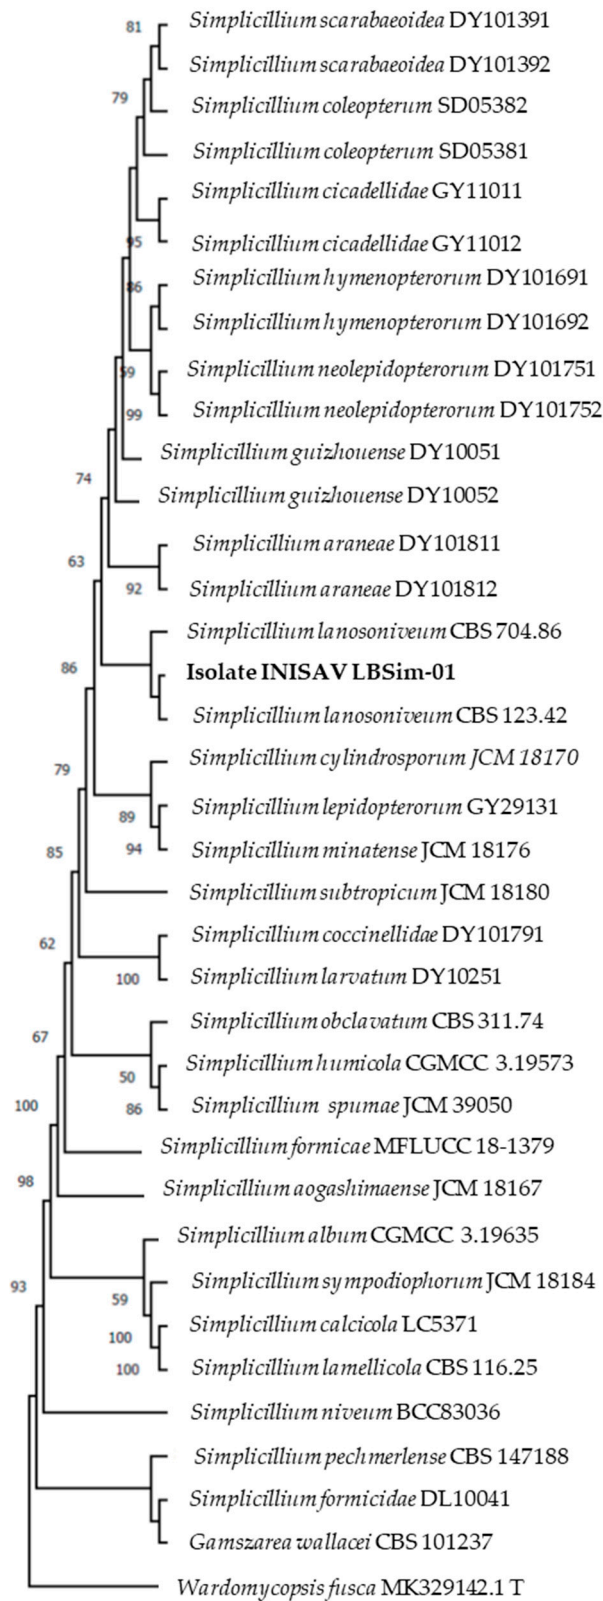 81
Simplicillium scarabaeoidea DY101391
Simplicillium scarabaeoidea DY101392
79
Simplicillium coleopterum SD05382
Simplicillium coleopterum SD05381
Simplicillium cicadellidae GY11011
95
Simplicillium cicadellidae GY11012
86
Simplicillium hymenopterorum DY101691
Simplicillium hymenopterorum DY101692
59
Simplicillium neolepidopterorum DY101751
99
Simplicillium neolepidopterorum DY101752
Simplicillium guizhouense DY10051
74
Simplicillium guizhouense DY10052
Simplicillium araneae DY101811
63
92
Simplicillium araneae DY101812
Simplicillium lanosoniveum CBS 704.86
86
Isolate INISAV LBSim-01
Simplicillium lanosoniveum CBS 123.42
Simplicillium cylindrosporum JCM 18170
79
Simplicillium lepidopterorum GY29131
89
94
Simplicillium minatense JCM 18176
85
Simplicillium subtropicum JCM 18180
62
Simplicillium coccinellidae DY101791
100
Simplicillium larvatum DY10251
Simplicillium obclavatum CBS 311.74
67
Simplicillium humicola CGMCC 3.19573
50
100
86
Simplicillium spumae JCM 39050
Simplicillium formicae MFLUCC 18-1379
98
Simplicillium aogashimaense JCM 18167
Simplicillium album CGMCC 3.19635
93
Simplicillium sympodiophorum JCM 18184
59
Simplicillium calcicola LC5371
100
100
Simplicillium lamellicola CBS 116.25
Simplicillium niveum BCC83036
Simplicillium pechmerlense CBS 147188
Simplicillium formicidae DL10041
Gamszarea wallacei CBS 101237
Wardomycopsis fusca MK329142.1 T